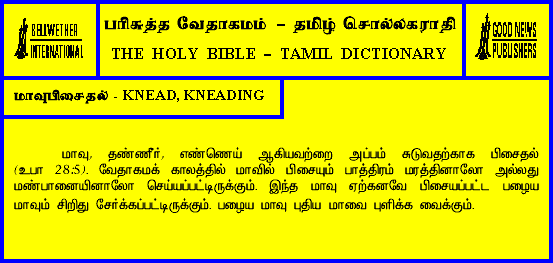 BELLWETHER
INTERNATIONAL
பரிசுத்த வேதாகமம் – தமிழ் சொல்லகராதி
THE HOLY BIBLE – TAMIL DICTIONARY
GOOD NEWS
PUBLISHERS
மாவுபிசைதல் - KNEAD, KNEADING
மாவு, தண்ணீர், எண்ணெய் ஆகியவற்றை அப்பம் சுடுவதற்காக பிசைதல்
(உபா 28:5). வேதாகமக் காலத்தில் மாவில் பிசையும் பாத்திரம் மரத்தினாலோ அல்லது
மண்பானையினாலோ செய்யப்பட்டிருக்கும். இந்த மாவு ஏற்கனவே பிசையப்பட்ட பழைய
மாவும் சிறிது சேர்க்கப்பட்டிருக்கும். பழைய மாவு புதிய மாவை புளிக்க வைக்கும்.